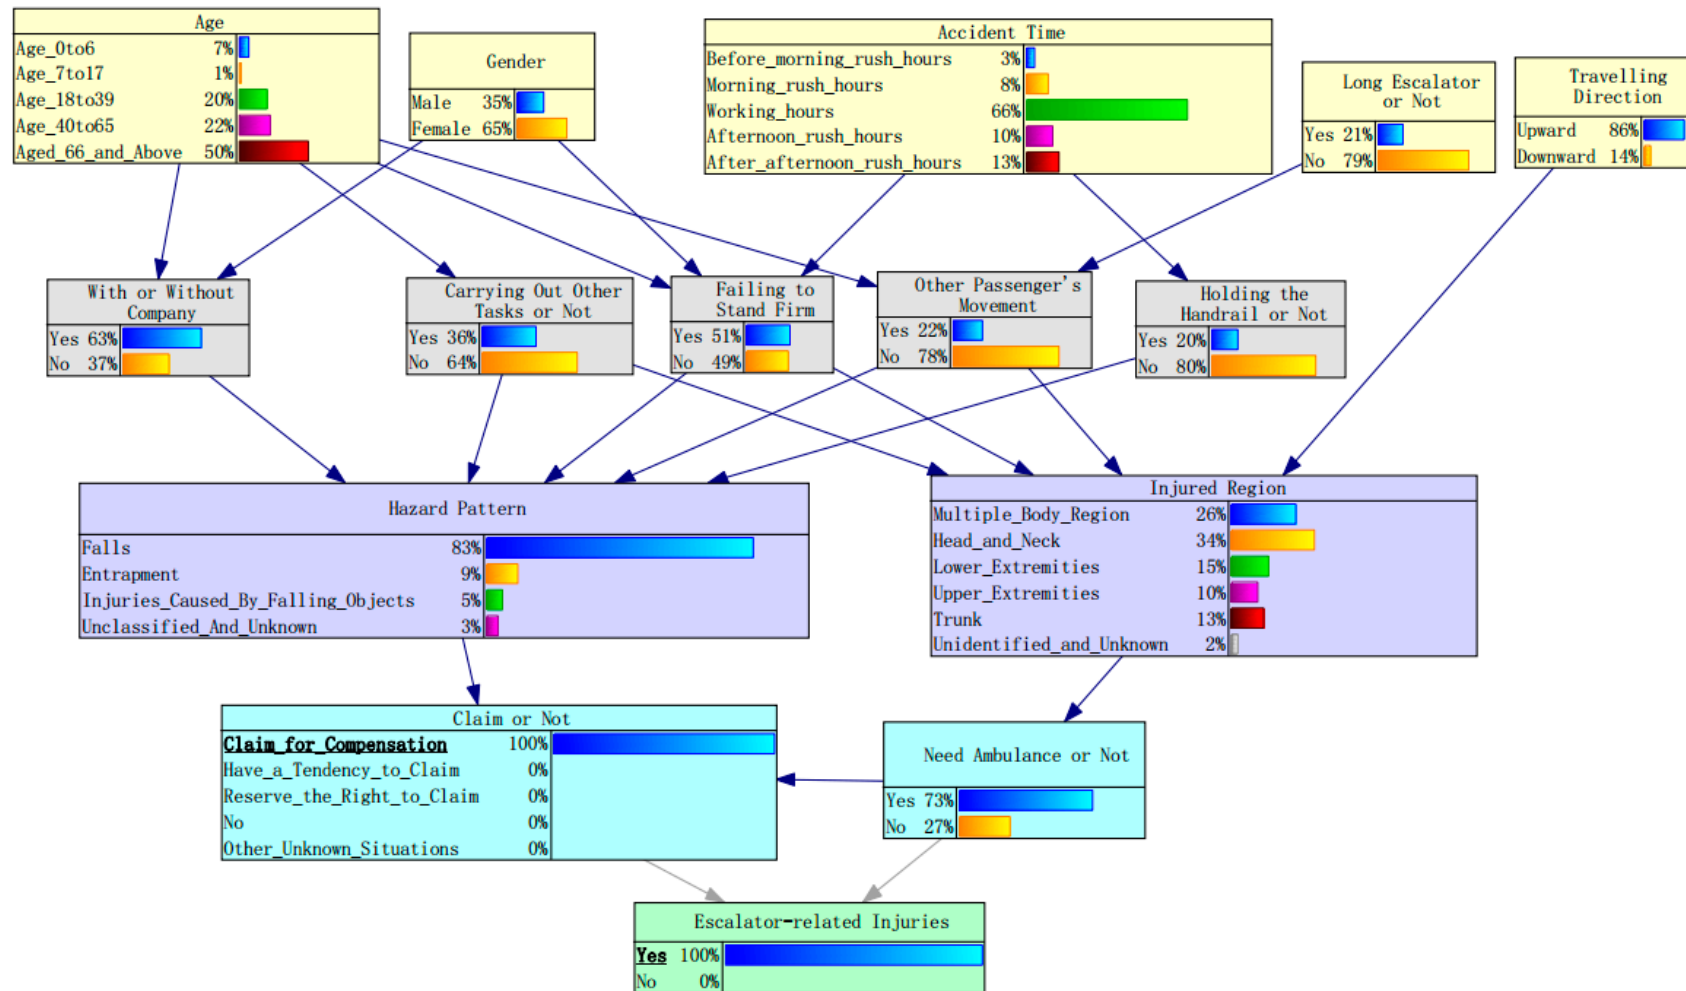 Age
Age_0to6 7%
Age_7to17 1%
Age_18to39 20%
Age_40to65 22%
Aged_66_and_Above 50%
Gender
Male 35%
Female 65%
Accident Time
Before_morning_rush_hours 3%
Morning_rush_hours 8%
Working_hours 66%
Afternoon_rush_hours 10%
After_afternoon_rush_hours 13%
Long Escalator
or Not
Yes 21%
No 79%
Travelling
Direction
Upward 86%
Downward 14%
With or Without
Company
Yes 63%
No 37%
Carrying Out Other
Tasks or Not
Yes 36%
No 64%
Failing to
Stand Firm
Yes 51%
No 49%
Other Passenger's
Movement
Yes 22%
No 78%
Holding the
Handrail or Not
Yes 20%
No 80%
Hazard Pattern
Falls 83%
Entrapment 9%
Injuries_Caused_By_Falling_Objects 5%
Unclassified_And_Unknown 3%
Injured Region
Multiple_Body_Region 26%
Head_and_Neck 34%
Lower_Extremities 15%
Upper_Extremities 10%
Trunk 13%
Unidentified_and_Unknown 2%
Claim or Not
Claim_for_Compensation 100%
Have_a_Tendency_to_Claim 0%
Reserve_the_Right_to_Claim 0%
No 0%
Other_Unknown_Situations 0%
Need Ambulance or Not
Yes 73%
No 27%
Escalator-related Injuries
Yes 100%
No 0%